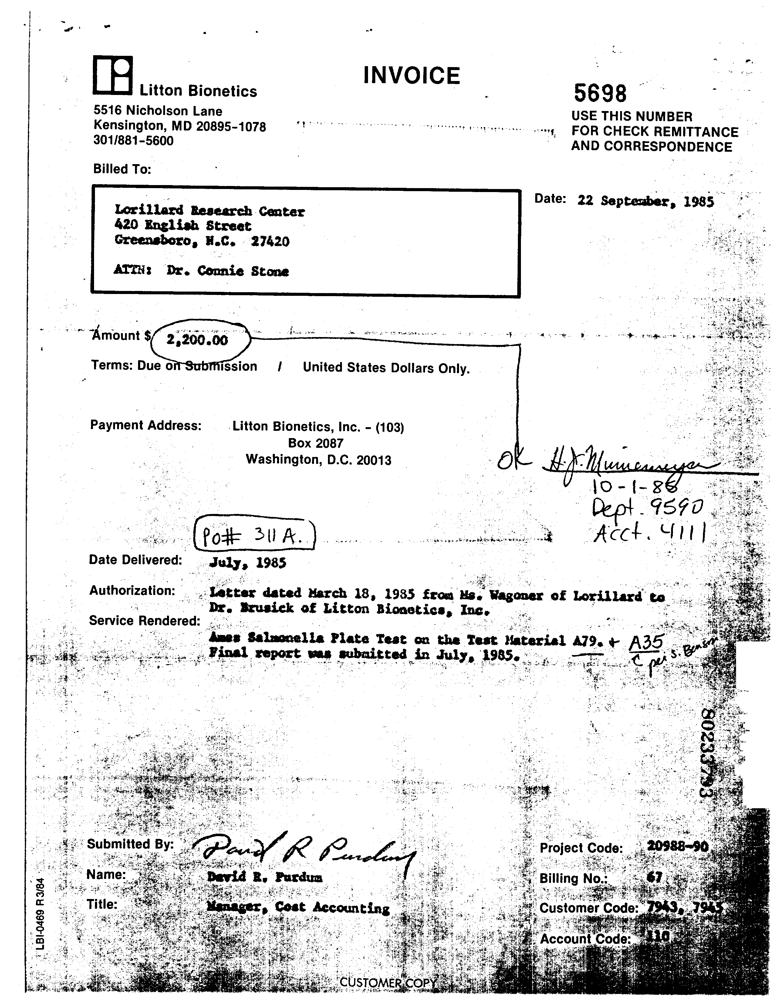 INVOICE
Litton Bionetics
5516 Nicholson Lane
Kensington, MD 20895-1078
301/881-5600
5698
USE THIS NUMBER
FOR CHECK REMITTANCE
AND CORRESPONDENCE
Billed To:
Date: 22 September, 1985
Lorillard Research Center
420 English Street
Greensboro, N.C. 27420
ATTN: Dr. Connie Stone
Amount $ 2,200.00
Terms: Due on Submission / United States Dollars Only.
Payment Address: Litton Bionetics, Inc. - (103)
Box 2087
Washington, D.C. 20013
OK H.J. Minnemeyer
10-1-86
Dept. 9590
Acct. 4111
PO# 311A.
Date Delivered: July, 1985
Authorization: Letter dated March 18, 1985 from Ms. Wagoner of Lorillard to
Dr. Brusick of Litton Bionetics, Inc.
Service Rendered:
Ames Salmonella Plate Test on the Test Material A79. + A35
per S. Benson
Final report was submitted in July, 1985.
80233793
Submitted By: David R Purdum
Name: David R. Purdum
Title: Manager, Cost Accounting
Project Code: 20988-90
Billing No.: 67
Customer Code: 7943, 7945
Account Code: 110
LBI-0469 R 3/84
CUSTOMER COPY